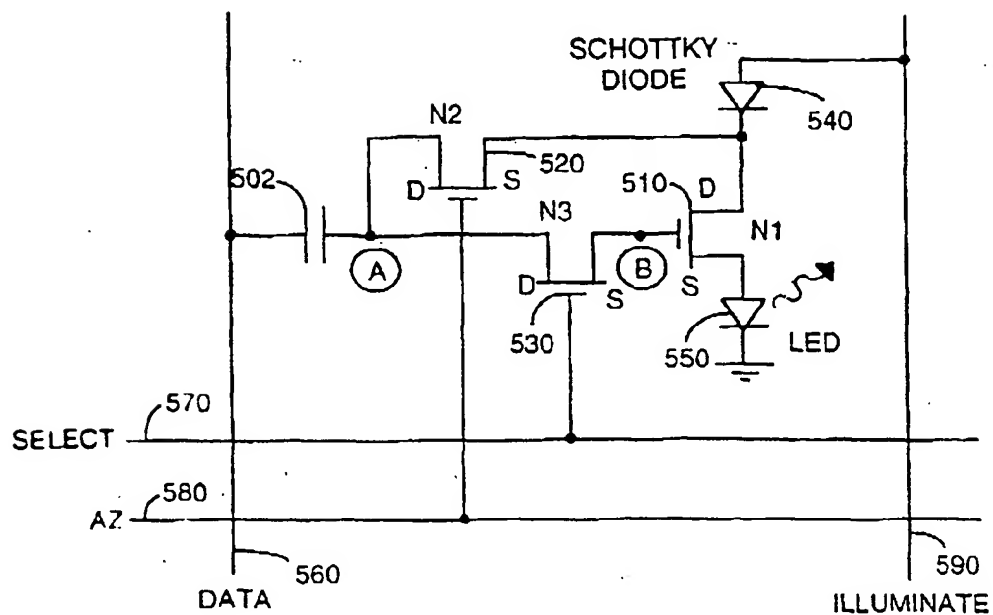 SCHOTTKY
DIODE
540
N2
520
502
D
S
510
D
N3
N1
A
B
D
S
S
530
550
LED
570
SELECT
580
AZ
560
590
DATA
ILLUMINATE